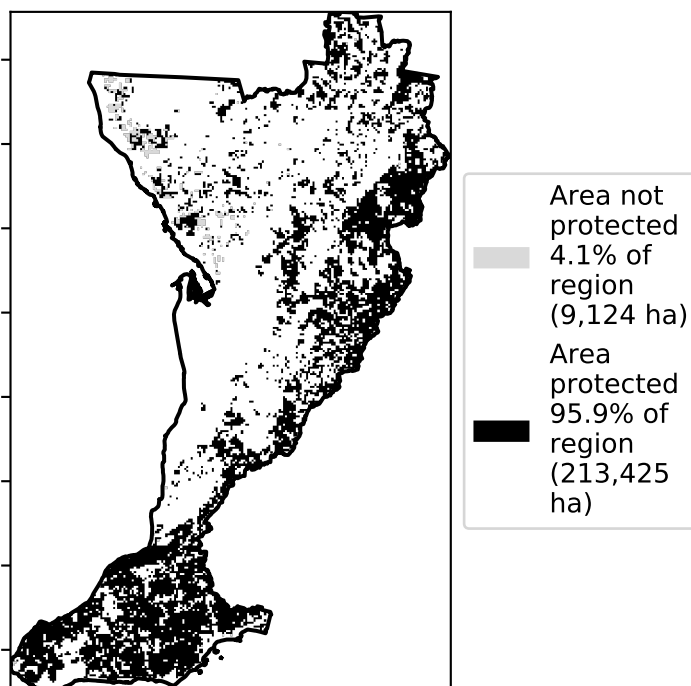 Area not
protected
4.1% of
region
(9,124 ha)
Area
protected
95.9% of
region
(213,425
ha)